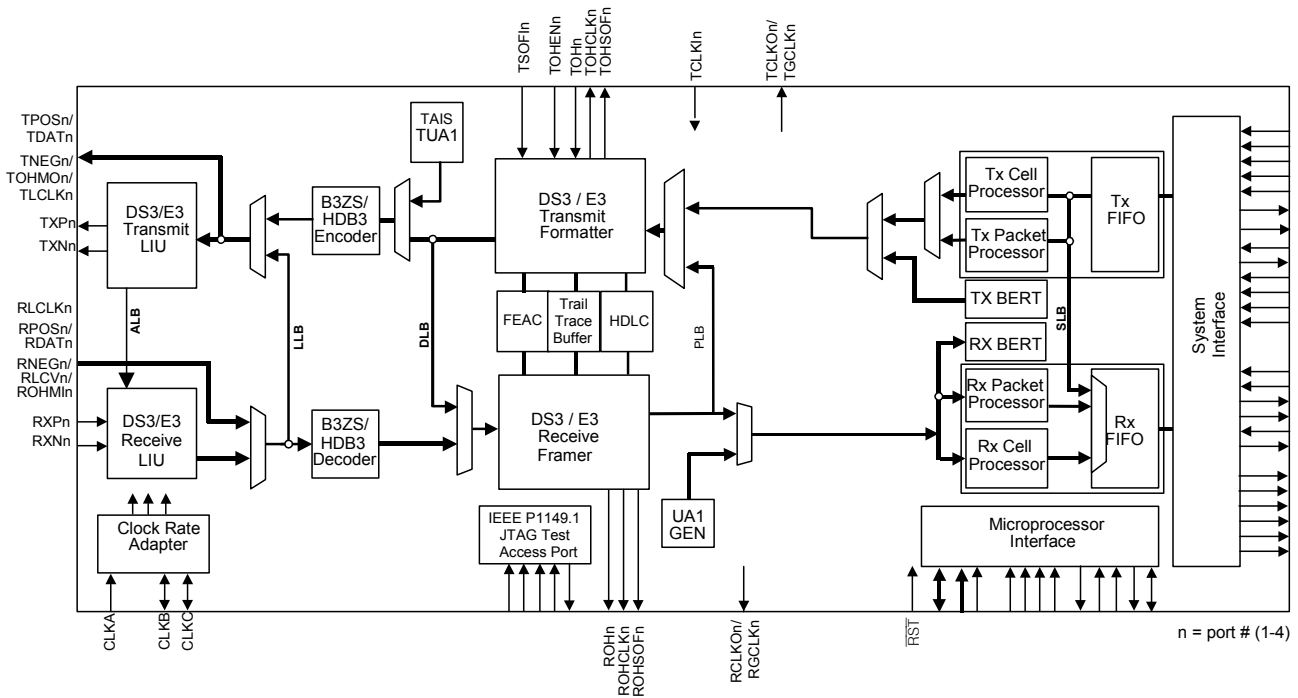 TSOFIn
TOHENn
TOHn
TOHCLKn
TOHSOFn
TCLKIn
TCLKOn/
TGCLKn
TPOSn/
TDATn
TNEGn/
TOHMOn/
TLCLKn
TXPn
TXNn
RLCLKn
RPOSn/
RDATn
RNEGn/
RLCVn/
ROHMIn
RXPn
RXNn
DS3/E3
Transmit
LIU
ALB
DS3/E3
Receive
LIU
Clock Rate
Adapter
CLKA
CLKB
CLKC
LLB
TAIS
TUA1
B3ZS/
HDB3
Encoder
B3ZS/
HDB3
Decoder
DLB
DS3 / E3
Transmit
Formatter
FEAC
Trail
Trace
Buffer
HDLC
DS3 / E3
Receive
Framer
IEEE P1149.1
JTAG Test
Access Port
ROHn
ROHCLKn
ROHSOFn
PLB
UA1
GEN
RCLKOn/
RGCLKn
Tx Cell
Processor
Tx Packet
Processor
Tx
FIFO
TX BERT
RX BERT
SLB
Rx Packet
Processor
Rx Cell
Processor
Rx
FIFO
System
Interface
Microprocessor
Interface
RST
n = port # (1-4)